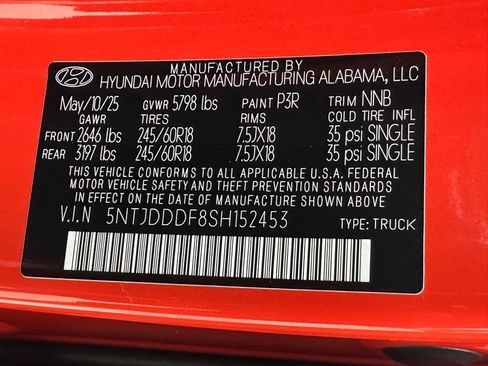 MANUFACTURED BY
HYUNDAI MOTOR MANUFACTURING ALABAMA, LLC
May/10/25 GVWR 5798 lbs PAINT P3R TRIM NNB
GAWR TIRES RIMS COLD TIRE INFL
FRONT 2646 lbs 245/60R18 7.5JX18 35 psi SINGLE
REAR 3197 lbs 245/60R18 7.5JX18 35 psi SINGLE
THIS VEHICLE CONFORMS TO ALL APPLICABLE U.S.A. FEDERAL
MOTOR VEHICLE SAFETY AND THEFT PREVENTION STANDARDS
IN EFFECT ON THE DATE OF MANUFACTURE SHOWN ABOVE.
V.I.N 5NTJDDDF8SH152453 TYPE: TRUCK